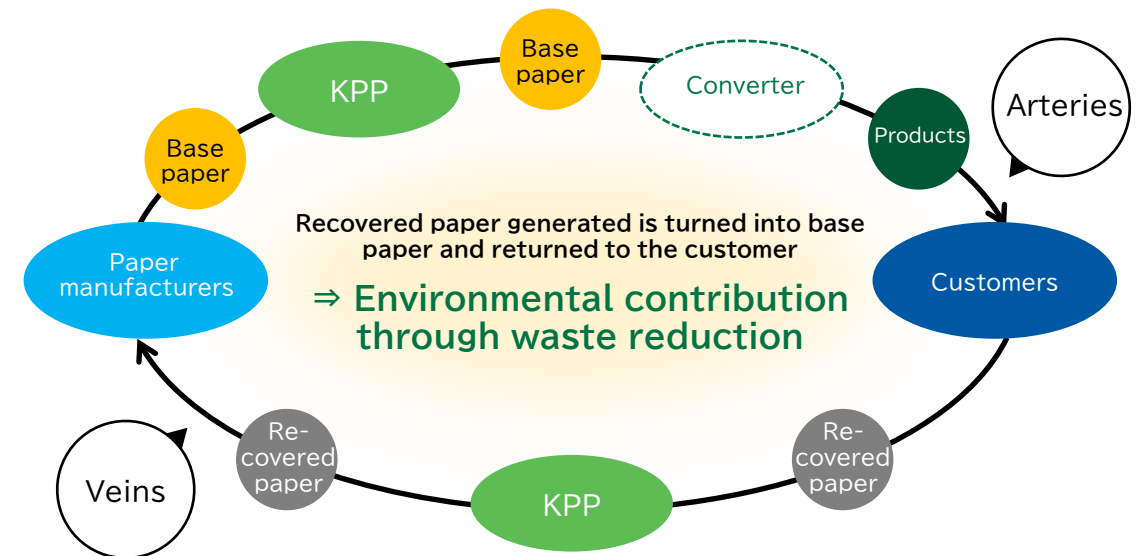 Base
paper
KPP
Converter
Arteries
Products
Base
paper
Recovered paper generated is turned into base
paper and returned to the customer
⇒ Environmental contribution
through waste reduction
Paper
manufacturers
Customers
Re-
covered
paper
Re-
covered
paper
Veins
KPP